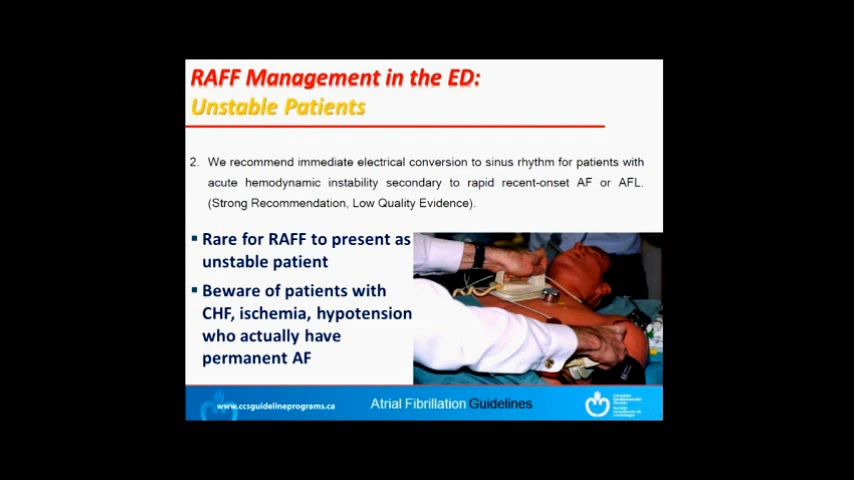 RAFF Management in the ED:
Unstable Patients
2. We recommend immediate electrical conversion to sinus rhythm for patients with
acute hemodynamic instability secondary to rapid recent-onset AF or AFL.
(Strong Recommendation, Low Quality Evidence).
▪ Rare for RAFF to present as
unstable patient
▪ Beware of patients with
CHF, ischemia, hypotension
who actually have
permanent AF
www.ccsguidelineprograms.ca
Atrial Fibrillation Guidelines
Canadian
Cardiovascular
Society